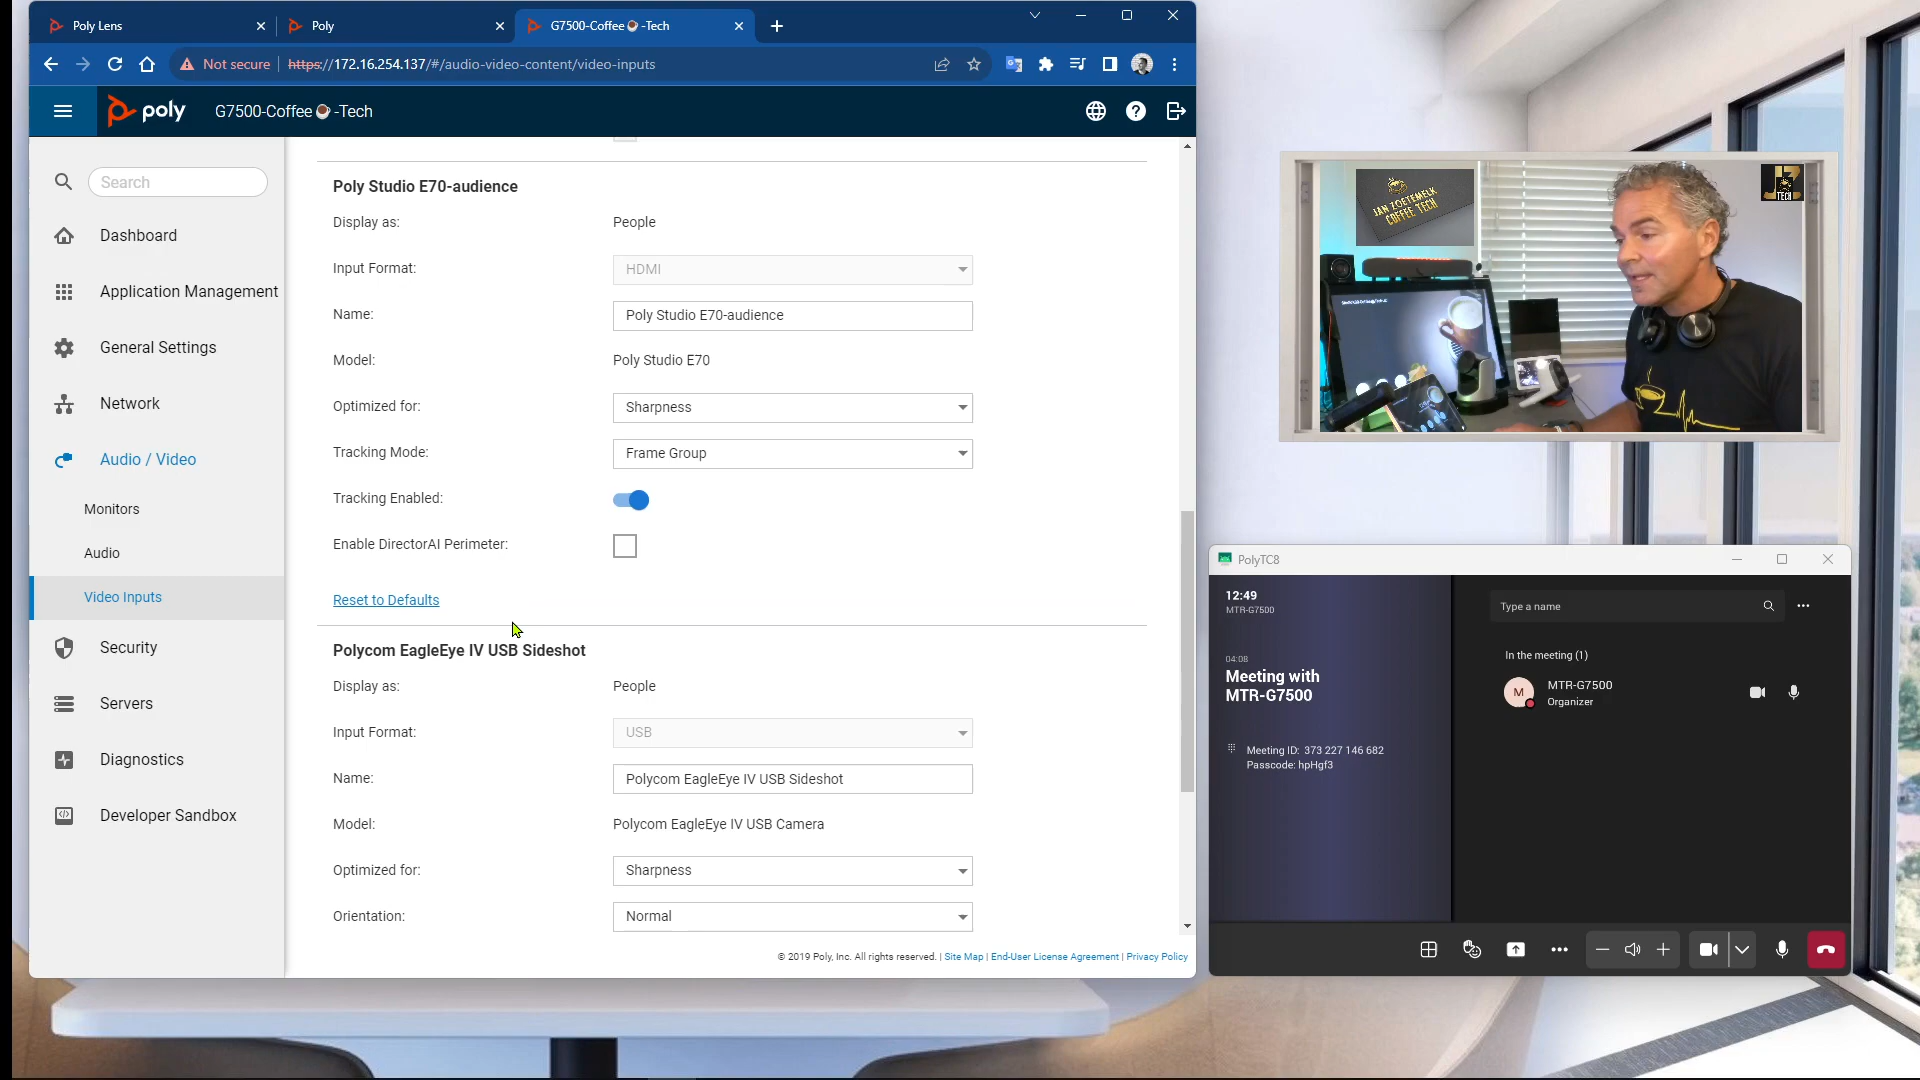 Poly Lens
Poly
G7500-Coffee☕-Tech
Not secure
https://172.16.254.137/#/audio-video-content/video-inputs
poly
G7500-Coffee☕-Tech
Search
Dashboard
Application Management
General Settings
Network
Audio / Video
Monitors
Audio
Video Inputs
Security
Servers
Diagnostics
Developer Sandbox
Poly Studio E70-audience
Display as: People
Input Format: HDMI
Name: Poly Studio E70-audience
Model: Poly Studio E70
Optimized for: Sharpness
Tracking Mode: Frame Group
Tracking Enabled:
Enable DirectorAI Perimeter:
Reset to Defaults
Polycom EagleEye IV USB Sideshot
Display as: People
Input Format: USB
Name: Polycom EagleEye IV USB Sideshot
Model: Polycom EagleEye IV USB Camera
Optimized for: Sharpness
Orientation: Normal
© 2019 Poly, Inc. All rights reserved. | Site Map | End-User License Agreement | Privacy Policy
JAN ZOETEMELK
COFFEE TECH
JZ
TECH
PolyTC8
12:49
MTR-G7500
04:08
Meeting with
MTR-G7500
Meeting ID: 373 227 146 682
Passcode: hpHgf3
Type a name
In the meeting (1)
M
MTR-G7500
Organizer